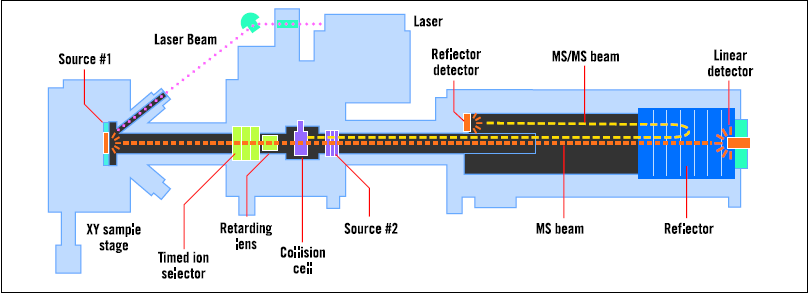 Laser
Laser Beam
Source #1
Reflector
detector
MS/MS beam
Linear
detector
XY sample
stage
Timed ion
selector
Retarding
lens
Collision
cell
Source #2
MS beam
Reflector